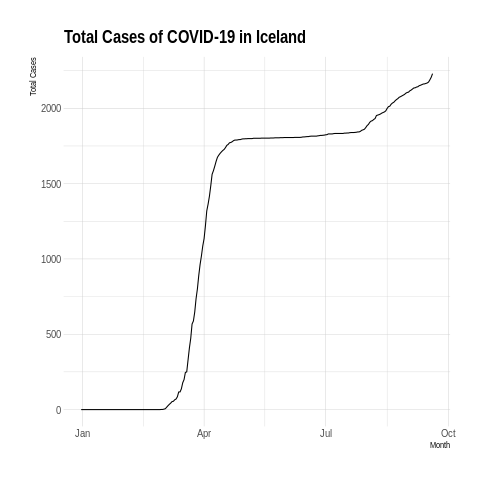 Total Cases of COVID-19 in Iceland
Total Cases
2000
1500
1000
500
0
Jan
Apr
Jul
Oct
Month